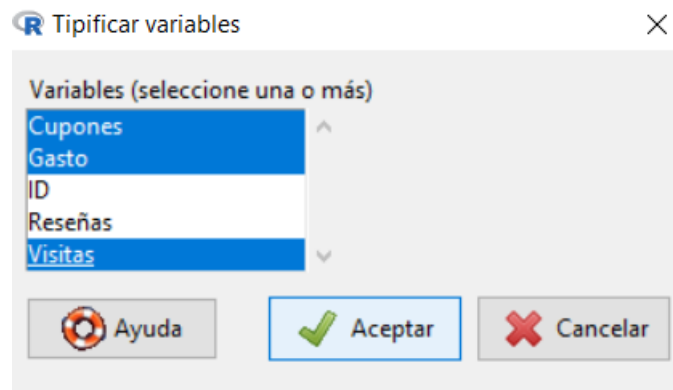 R Tipificar variables
Variables (seleccione una o más)
Cupones
Gasto
ID
Reseñas
Visitas
Ayuda Aceptar Cancelar